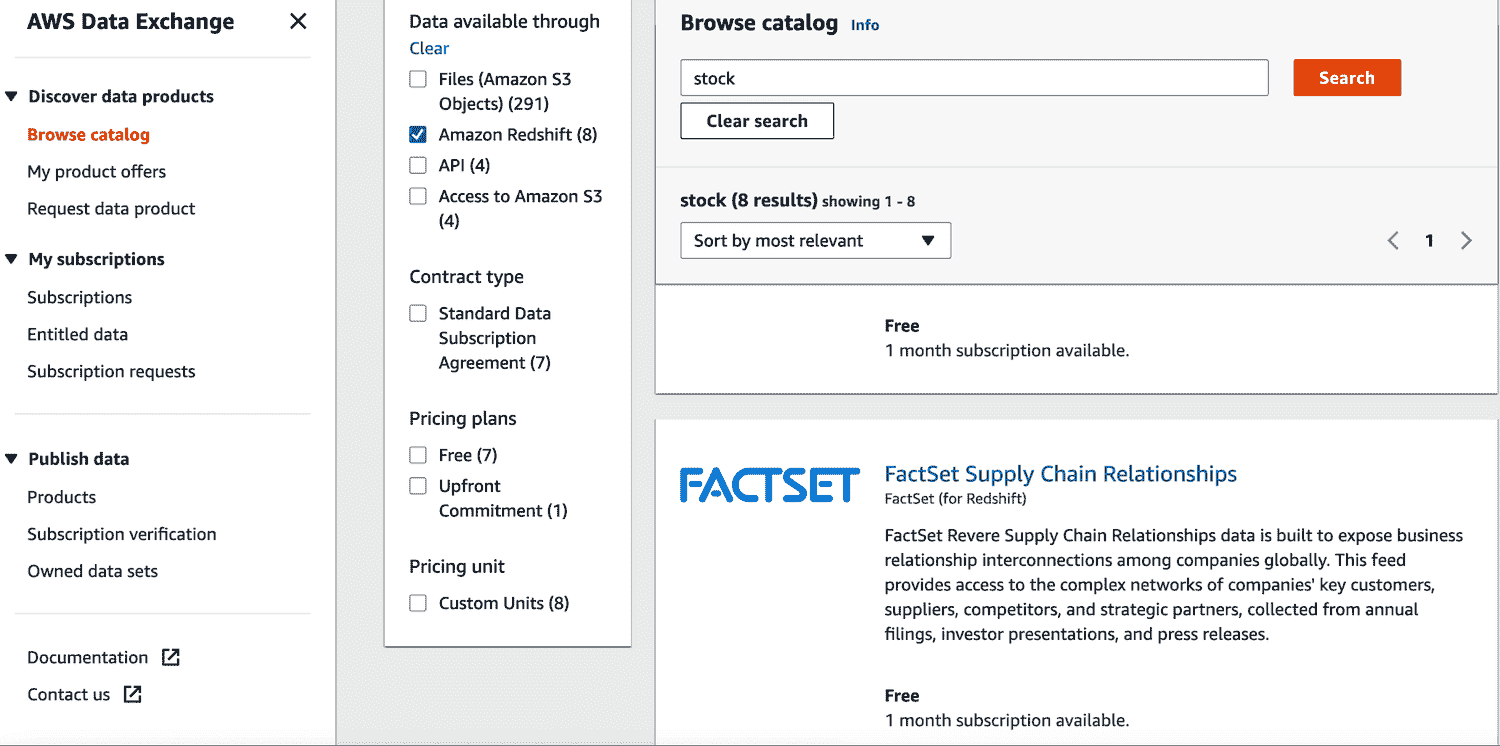 AWS Data Exchange
Discover data products
Browse catalog
My product offers
Request data product
My subscriptions
Subscriptions
Entitled data
Subscription requests
Publish data
Products
Subscription verification
Owned data sets
Documentation
Contact us
Data available through
Clear
Files (Amazon S3
Objects) (291)
Amazon Redshift (8)
API (4)
Access to Amazon S3
(4)
Contract type
Standard Data
Subscription
Agreement (7)
Pricing plans
Free (7)
Upfront
Commitment (1)
Pricing unit
Custom Units (8)
Browse catalog Info
stock
Search
Clear search
stock (8 results) showing 1 - 8
Sort by most relevant
1
Free
1 month subscription available.
FACTSET
FactSet Supply Chain Relationships
FactSet (for Redshift)
FactSet Revere Supply Chain Relationships data is built to expose business
relationship interconnections among companies globally. This feed
provides access to the complex networks of companies' key customers,
suppliers, competitors, and strategic partners, collected from annual
filings, investor presentations, and press releases.
Free
1 month subscription available.